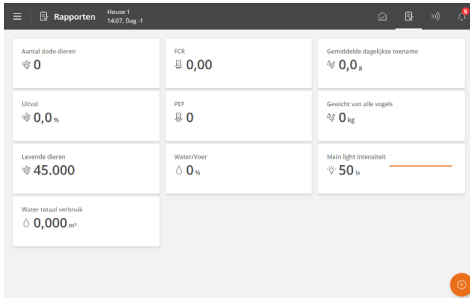 Rapporten
House 1
14:07, Dag -1
6
Aantal dode dieren
0
FCR
0,00
Gemiddelde dagelijkse toename
0,0 g
Uitval
0,0 %
PEF
0
Gewicht van alle vogels
0 kg
Levende dieren
45.000
Water/Voer
0 %
Main light intensiteit
50 lx
Water totaal verbruik
0,000 m³